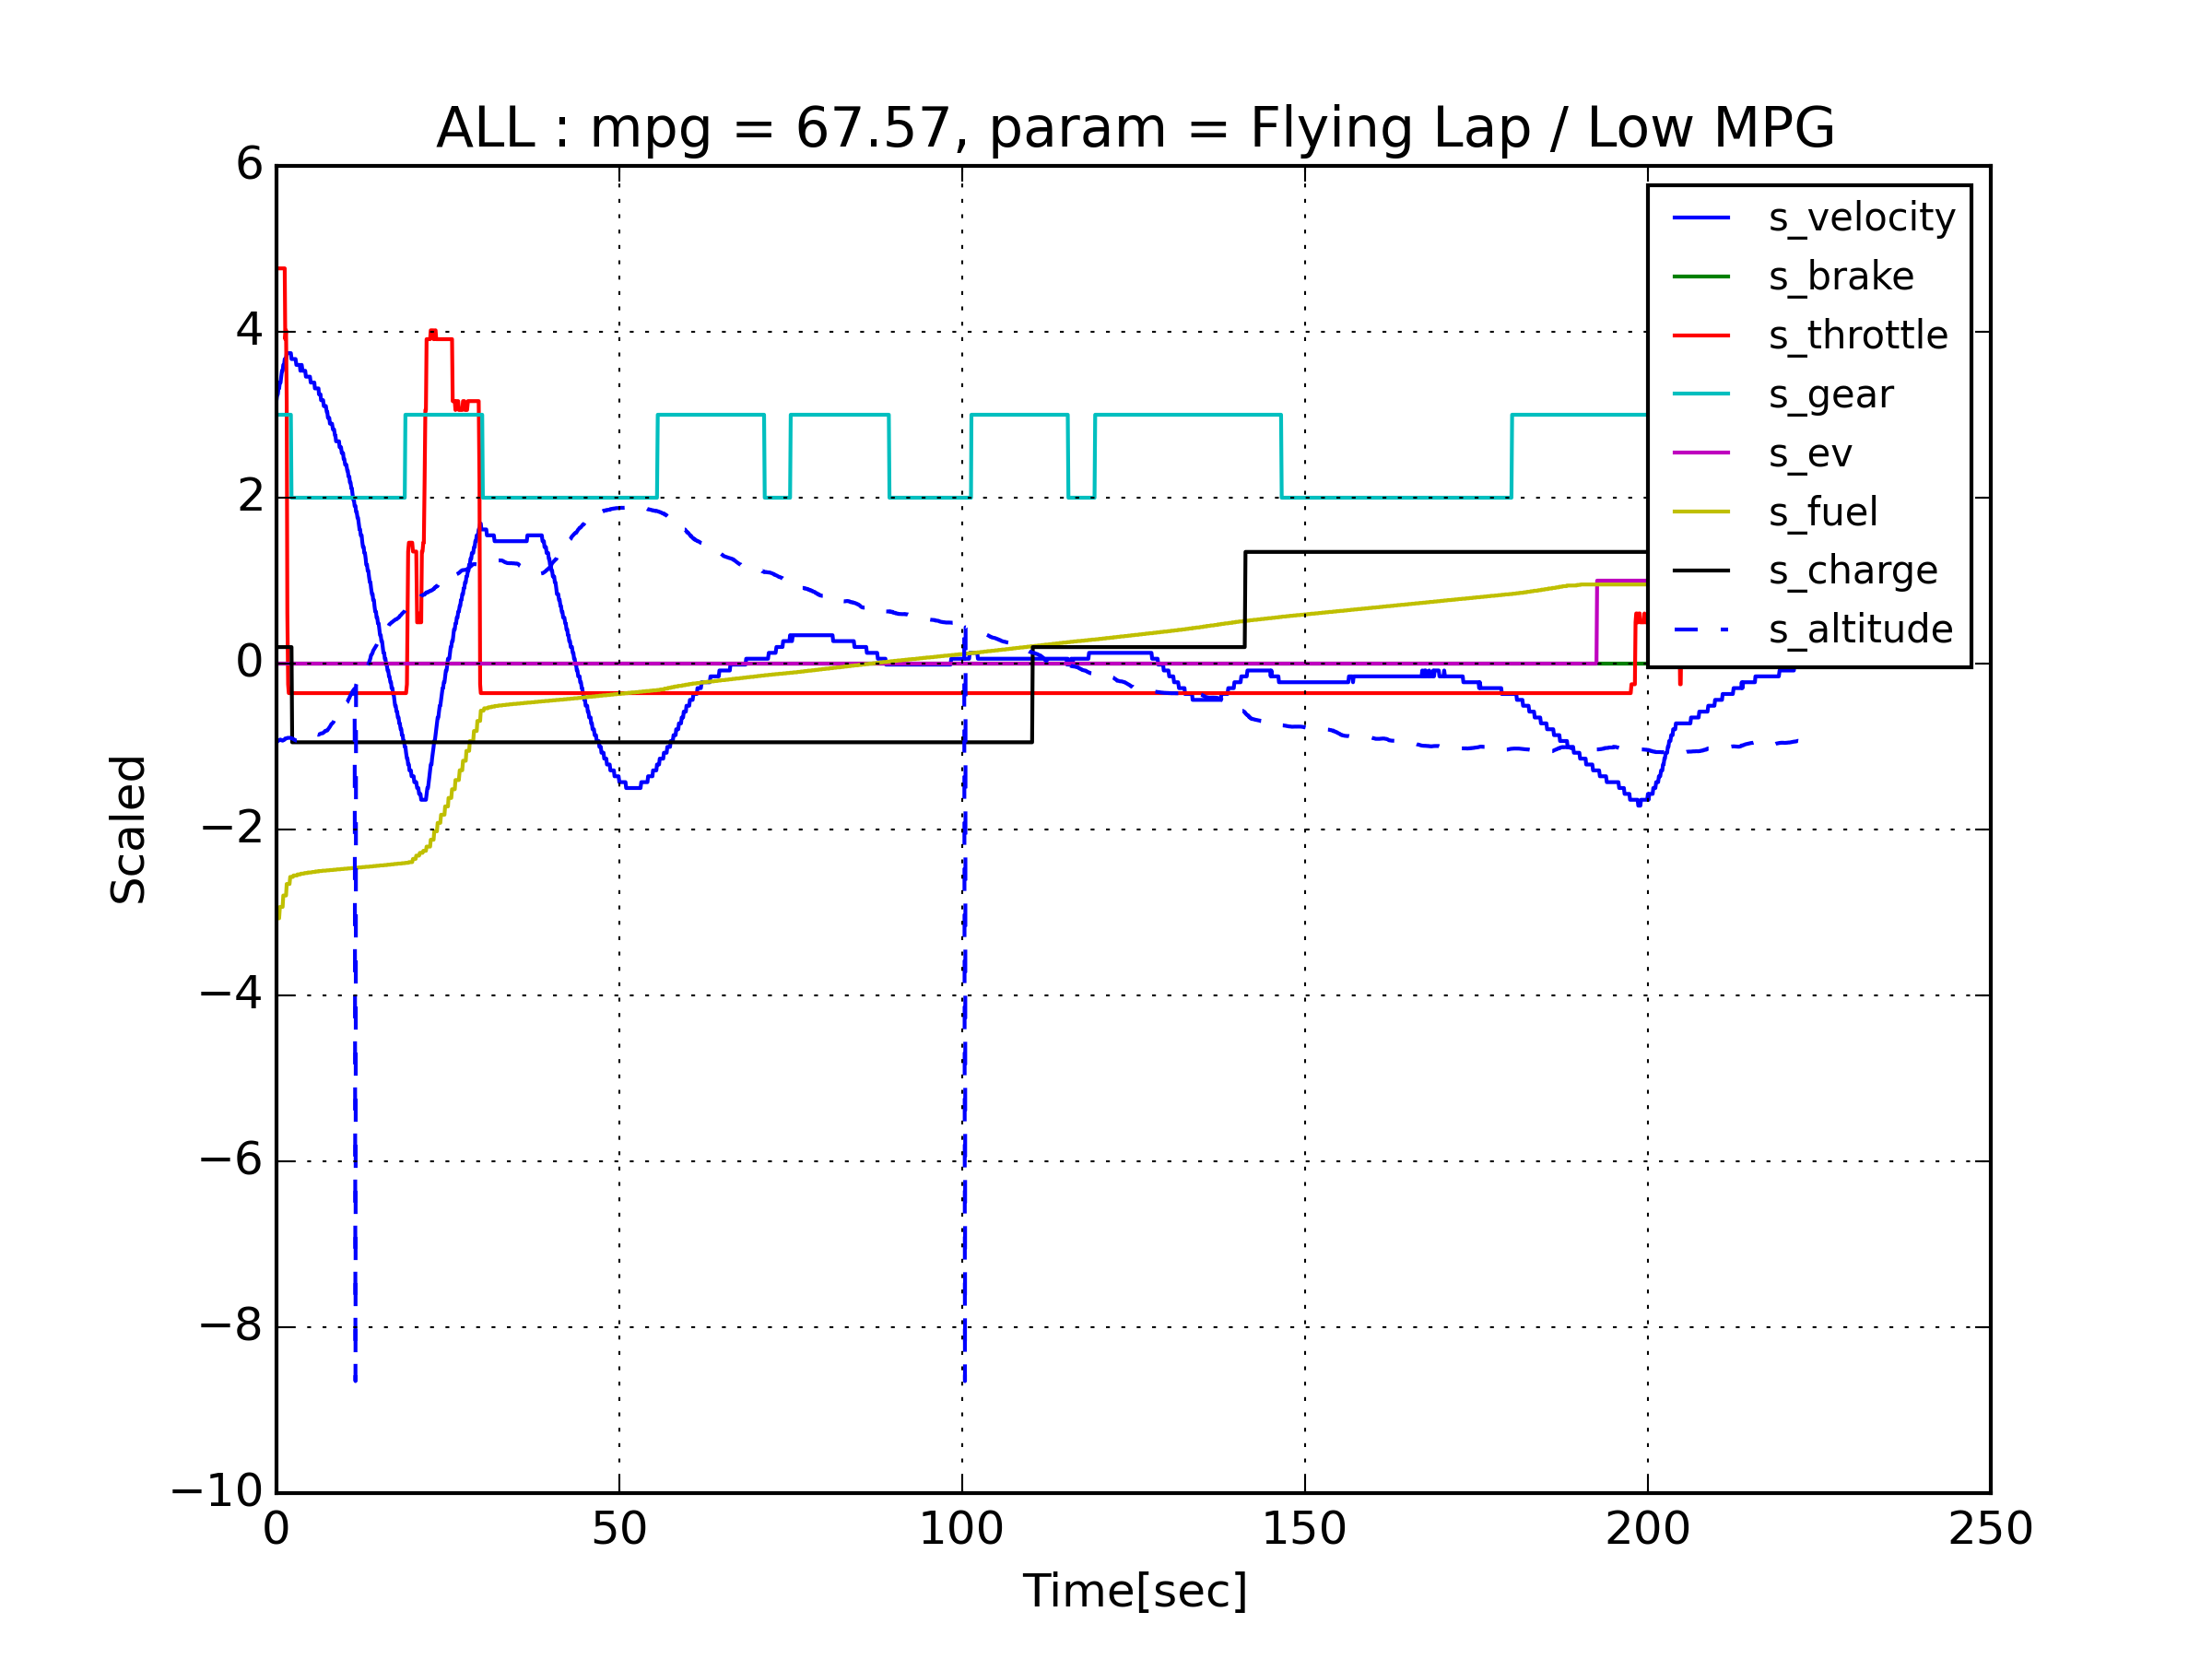 ALL : mpg = 67.57, param = Flying Lap / Low MPG
6
4
2
0
−2
−4
−6
−8
−10
Scaled
s_velocity
s_brake
s_throttle
s_gear
s_ev
s_fuel
s_charge
s_altitude
0 50 100 150 200 250
Time[sec]